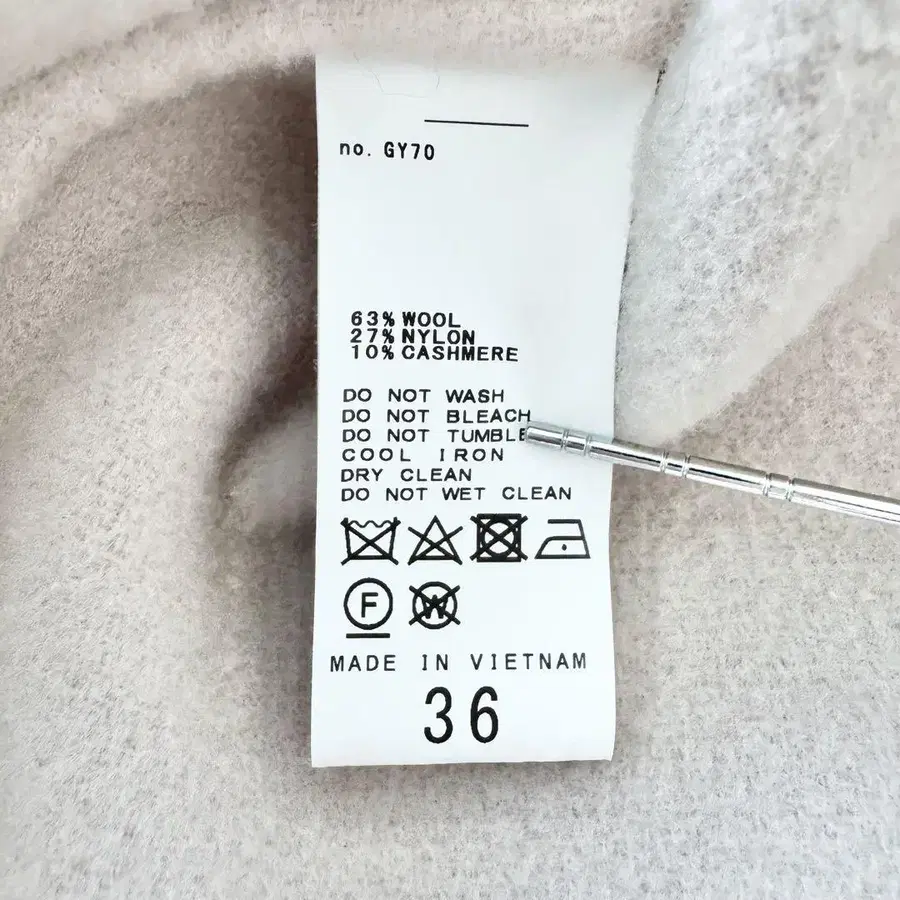 no. GY70
63% WOOL
27% NYLON
10% CASHMERE
DO NOT WASH
DO NOT BLEACH
DO NOT TUMBLE
COOL IRON
DRY CLEAN
DO NOT WET CLEAN
F W
MADE IN VIETNAM
36